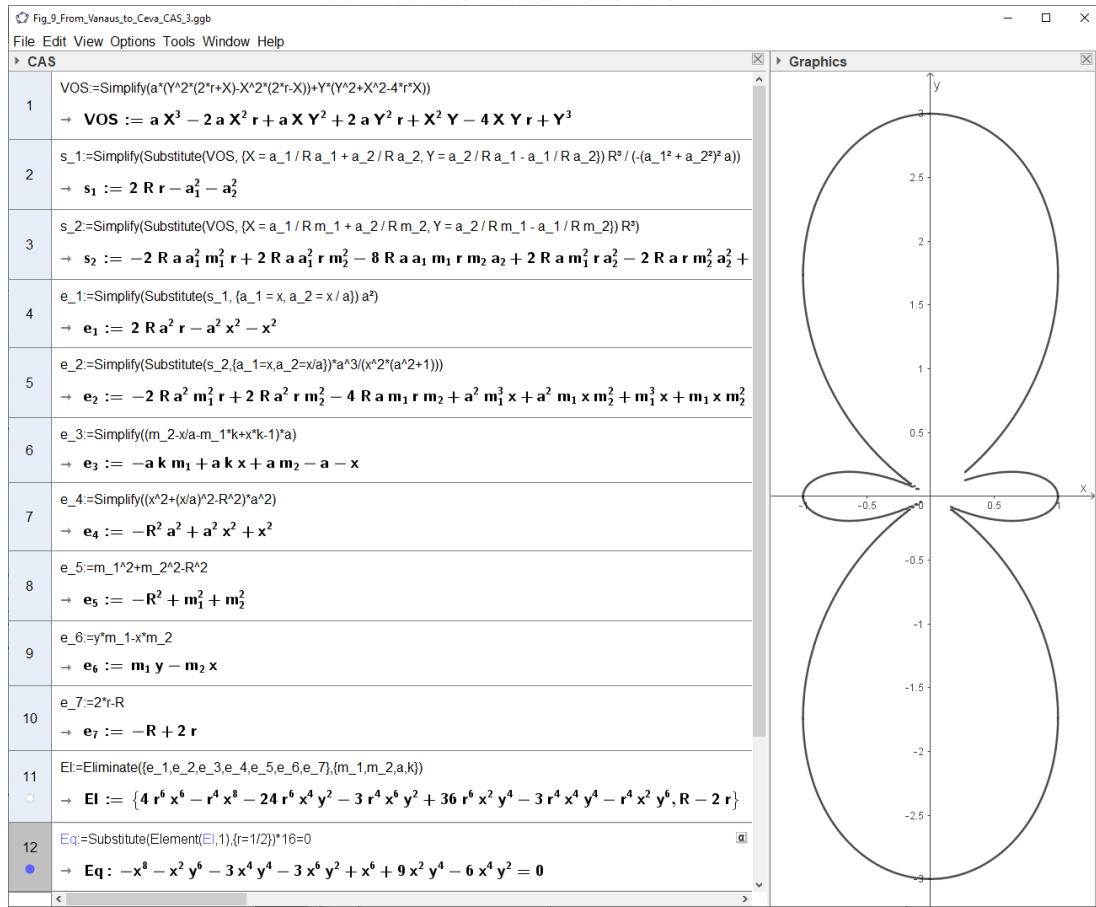 Fig_9_From_Vanaus_to_Ceva_CAS_3.ggb
File Edit View Options Tools Window Help
CAS
1
VOS:=Simplify(a*(Y^2*(2*r+X)-X^2*(2*r-X))+Y*(Y^2+X^2-4*r*X))
→ VOS := a X³ − 2 a X² r + a X Y² + 2 a Y² r + X² Y − 4 X Y r + Y³
2
s_1:=Simplify(Substitute(VOS, {X = a_1 / R a_1 + a_2 / R a_2, Y = a_2 / R a_1 - a_1 / R a_2}) R³ / (-(a_1² + a_2²)² a))
→ s₁ := 2 R r − a₁² − a₂²
3
s_2:=Simplify(Substitute(VOS, {X = a_1 / R m_1 + a_2 / R m_2, Y = a_2 / R m_1 - a_1 / R m_2}) R³)
→ s₂ := −2 R a a₁² m₁² r + 2 R a a₁² r m₂² − 8 R a a₁ m₁ r m₂ a₂ + 2 R a m₁² r a₂² − 2 R a r m₂² a₂² +
4
e_1:=Simplify(Substitute(s_1, {a_1 = x, a_2 = x / a}) a²)
→ e₁ := 2 R a² r − a² x² − x²
5
e_2:=Simplify(Substitute(s_2,{a_1=x,a_2=x/a})*a^3/(x^2*(a^2+1)))
→ e₂ := −2 R a² m₁² r + 2 R a² r m₂² − 4 R a m₁ r m₂ + a² m₁³ x + a² m₁ x m₂² + m₁³ x + m₁ x m₂²
6
e_3:=Simplify((m_2-x/a-m_1*k+x*k-1)*a)
→ e₃ := −a k m₁ + a k x + a m₂ − a − x
7
e_4:=Simplify((x^2+(x/a)^2-R^2)*a^2)
→ e₄ := −R² a² + a² x² + x²
8
e_5:=m_1^2+m_2^2-R^2
→ e₅ := −R² + m₁² + m₂²
9
e_6:=y*m_1-x*m_2
→ e₆ := m₁ y − m₂ x
10
e_7:=2*r-R
→ e₇ := −R + 2 r
11
El:=Eliminate({e_1,e_2,e_3,e_4,e_5,e_6,e_7},{m_1,m_2,a,k})
→ El := {4 r⁶ x⁶ − r⁴ x⁸ − 24 r⁶ x⁴ y² − 3 r⁴ x⁶ y² + 36 r⁶ x² y⁴ − 3 r⁴ x⁴ y⁴ − r⁴ x² y⁶, R − 2 r}
12
Eq:=Substitute(Element(El,1),{r=1/2})*16=0
α
→ Eq : −x⁸ − x² y⁶ − 3 x⁴ y⁴ − 3 x⁶ y² + x⁶ + 9 x² y⁴ − 6 x⁴ y² = 0
Graphics
y
3
2.5
2
1.5
1
0.5
x
-1 -0.5 0 0.5 1
-0.5
-1
-1.5
-2
-2.5
-3